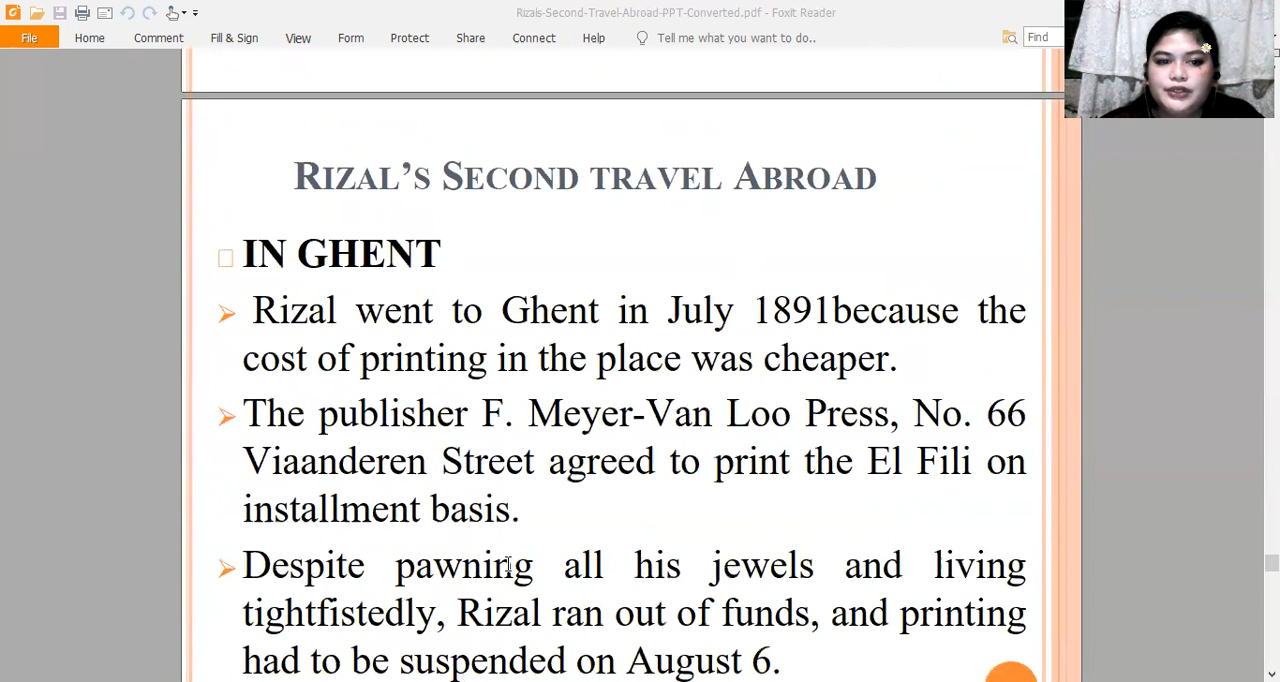 Rizals-Second-Travel-Abroad-PPT-Converted.pdf - Foxit Reader
File Home Comment Fill & Sign View Form Protect Share Connect Help Tell me what you want to do.. Find
RIZAL'S SECOND TRAVEL ABROAD
IN GHENT
Rizal went to Ghent in July 1891because the
cost of printing in the place was cheaper.
The publisher F. Meyer-Van Loo Press, No. 66
Viaanderen Street agreed to print the El Fili on
installment basis.
Despite pawning all his jewels and living
tightfistedly, Rizal ran out of funds, and printing
had to be suspended on August 6.